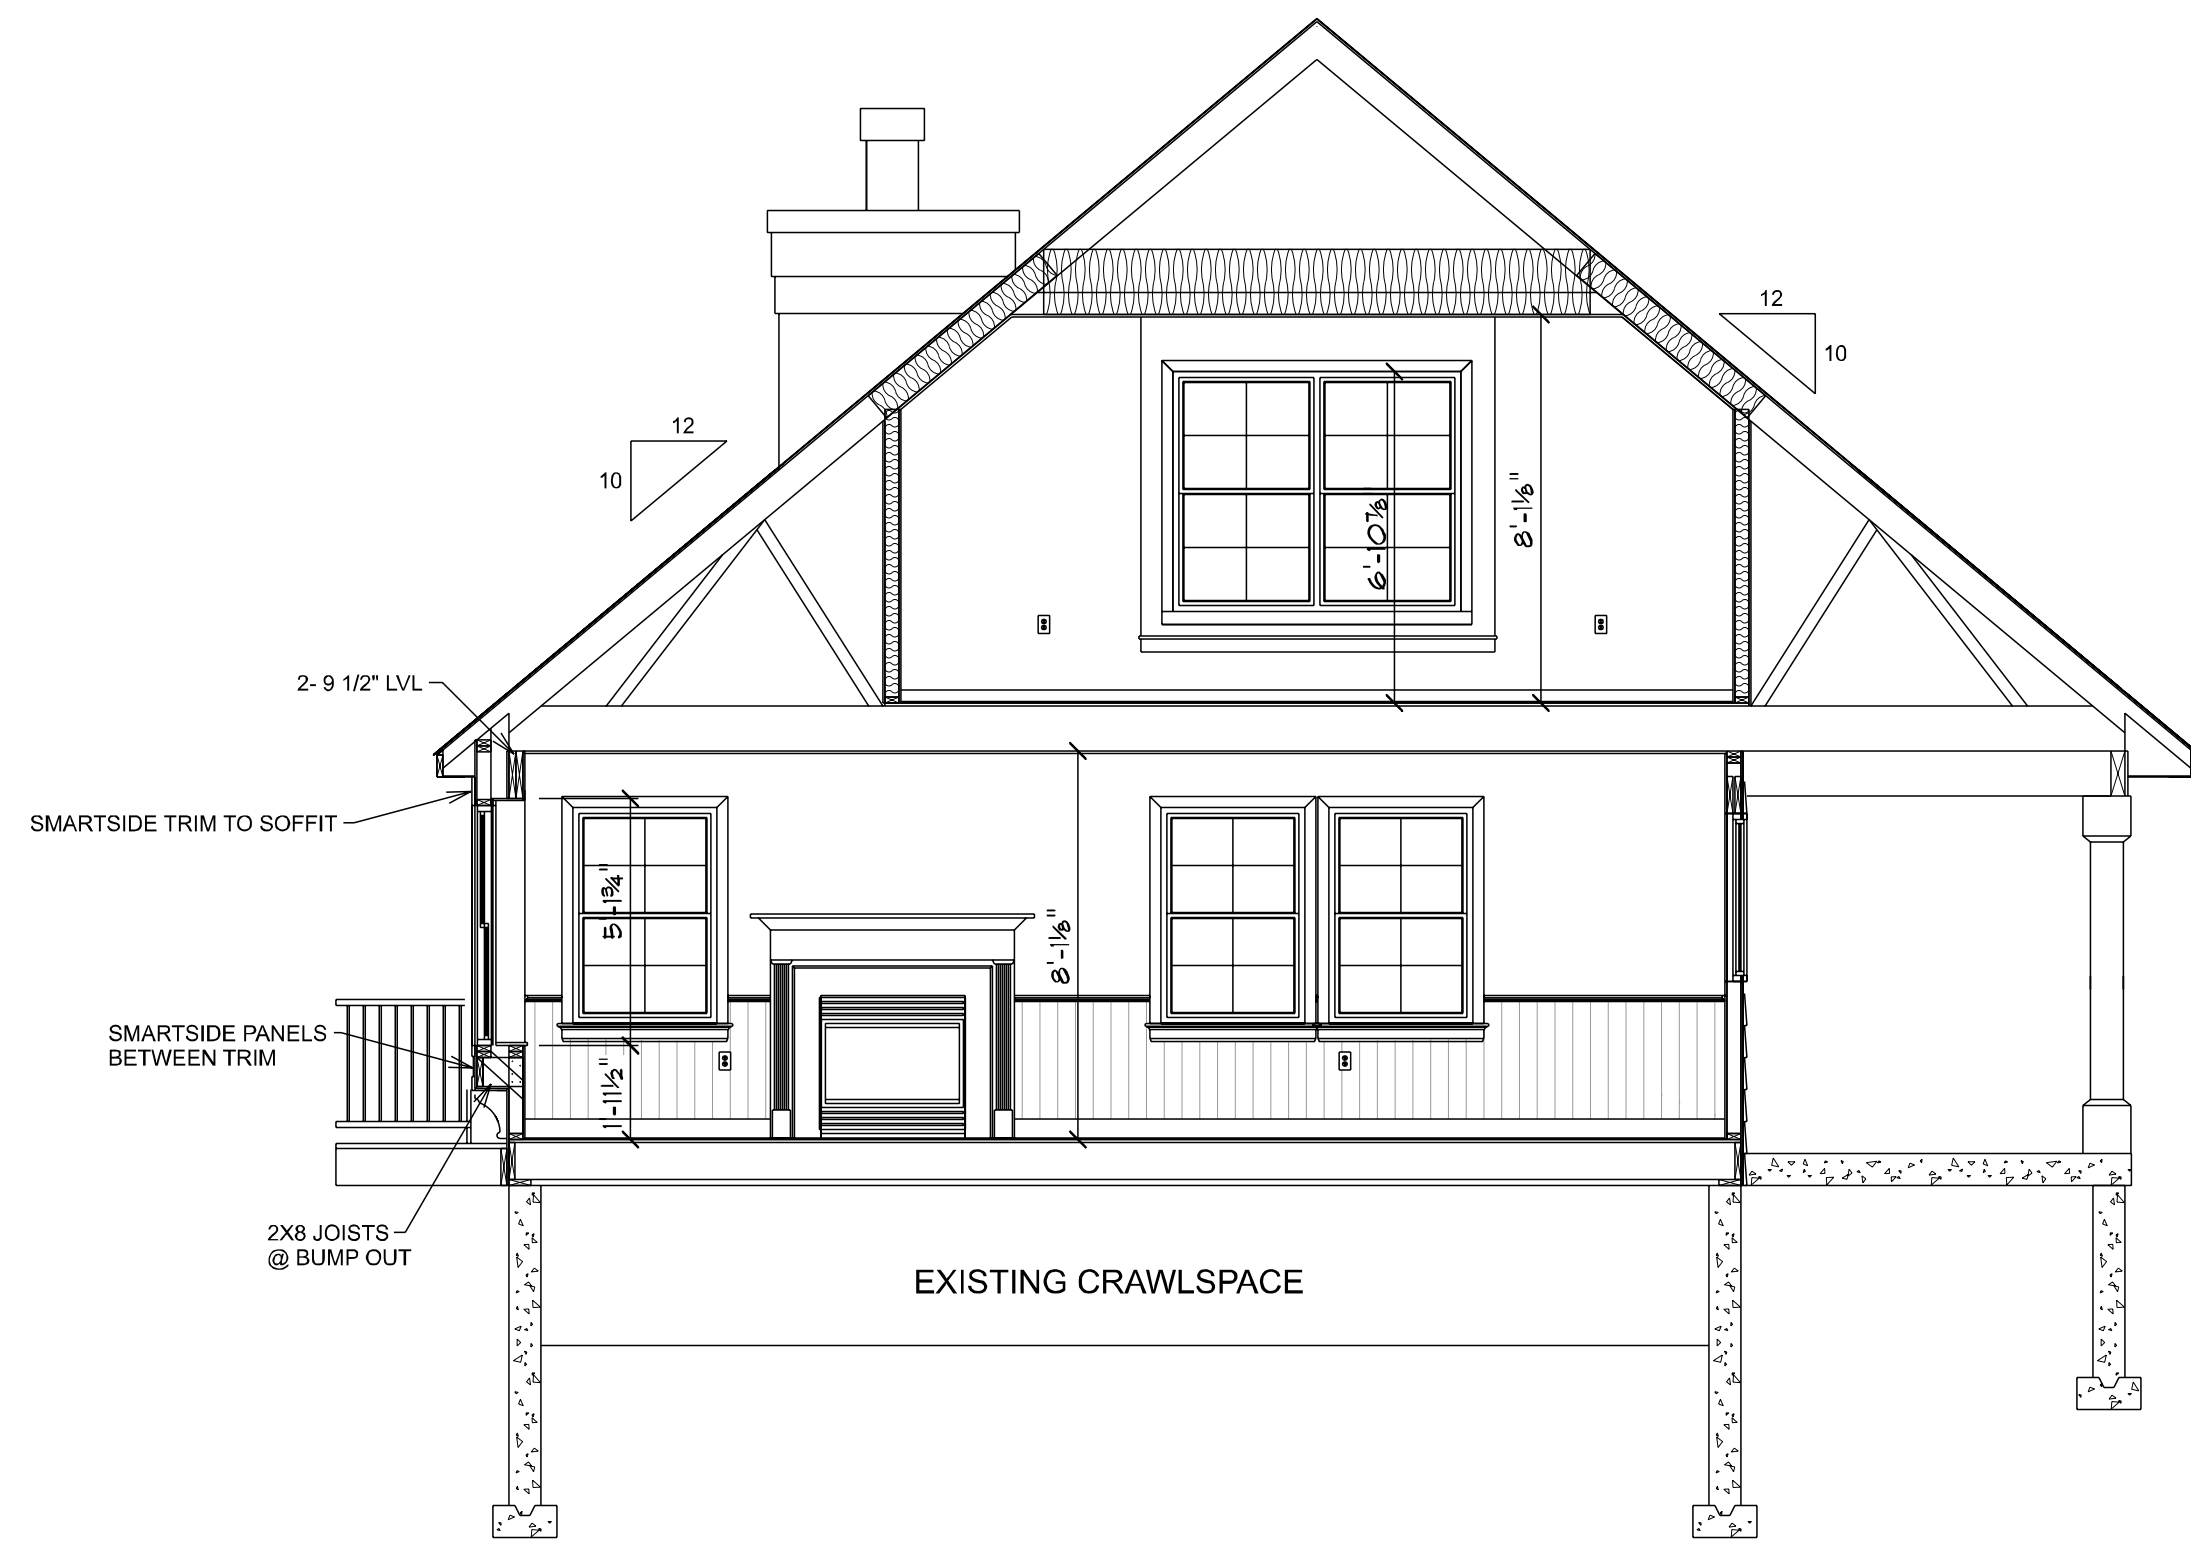 12
10
12
10
6'-10⅞"
8'-1⅛"
2- 9 1/2" LVL
SMARTSIDE TRIM TO SOFFIT
5'-1¾"
8'-1⅛"
SMARTSIDE PANELS
BETWEEN TRIM
1'-11½"
2X8 JOISTS
@ BUMP OUT
EXISTING CRAWLSPACE